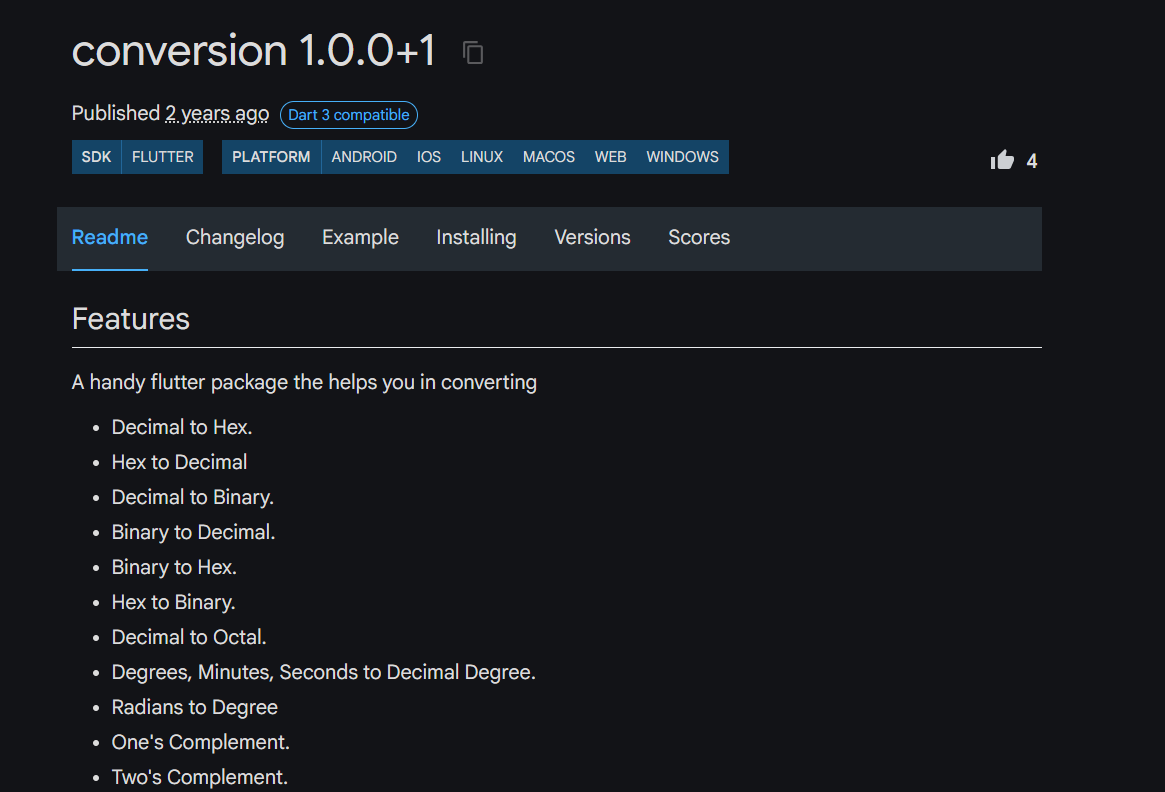 conversion 1.0.0+1
Published 2 years ago Dart 3 compatible
SDK FLUTTER PLATFORM ANDROID IOS LINUX MACOS WEB WINDOWS 4
Readme Changelog Example Installing Versions Scores
Features
A handy flutter package the helps you in converting
• Decimal to Hex.
• Hex to Decimal
• Decimal to Binary.
• Binary to Decimal.
• Binary to Hex.
• Hex to Binary.
• Decimal to Octal.
• Degrees, Minutes, Seconds to Decimal Degree.
• Radians to Degree
• One's Complement.
• Two's Complement.